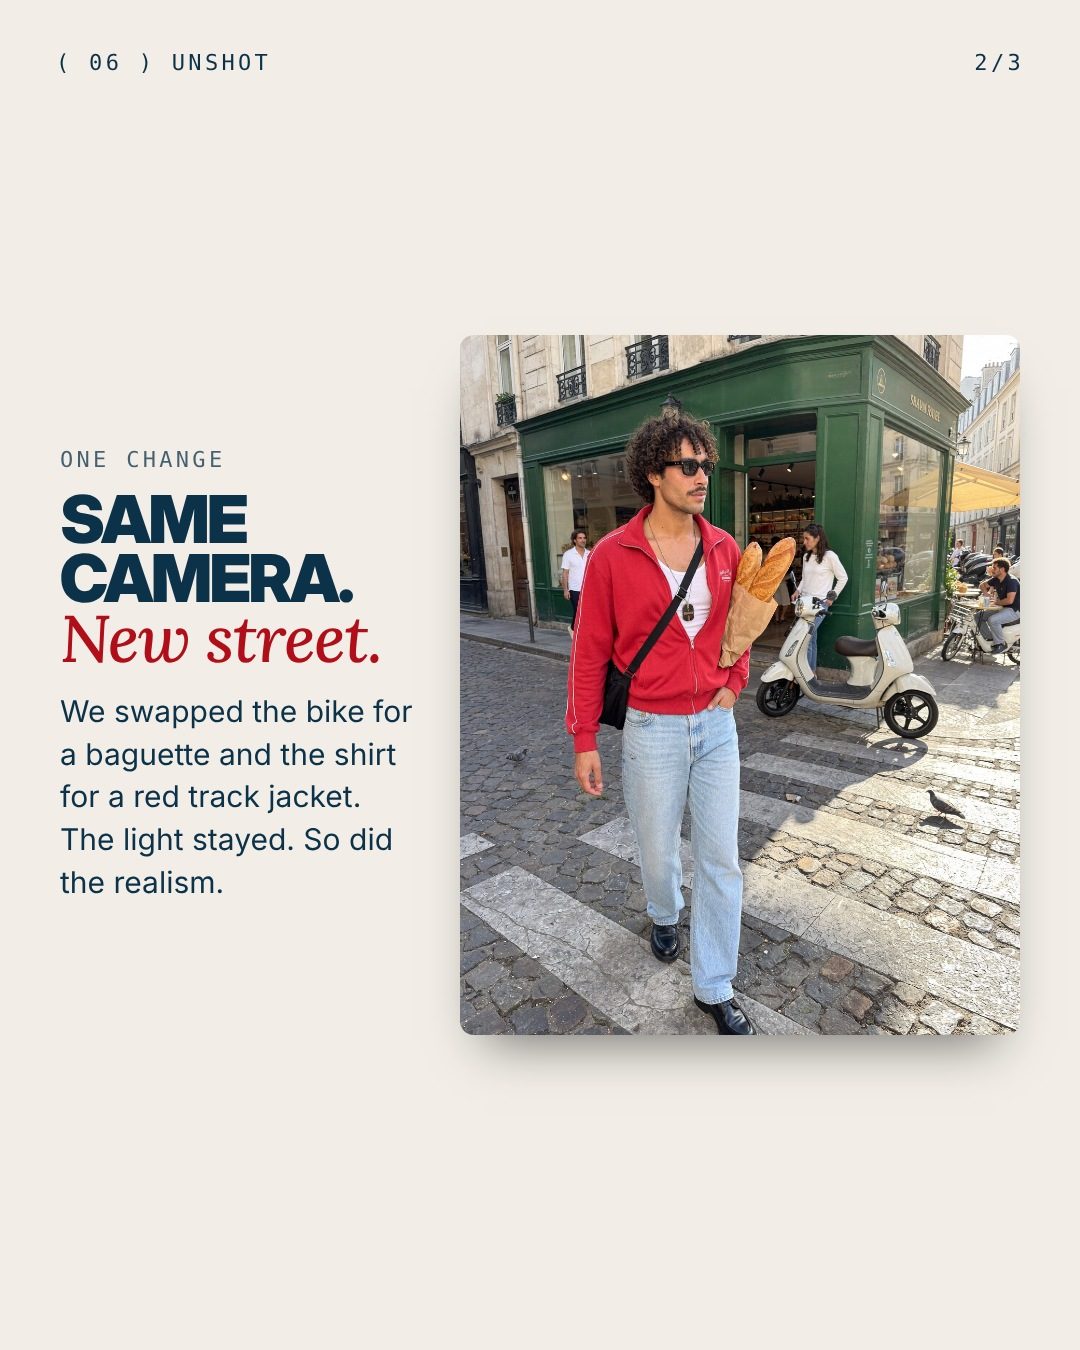 ( 06 ) UNSHOT
2/3
ONE CHANGE
SAME
CAMERA.
New street.
We swapped the bike for
a baguette and the shirt
for a red track jacket.
The light stayed. So did
the realism.